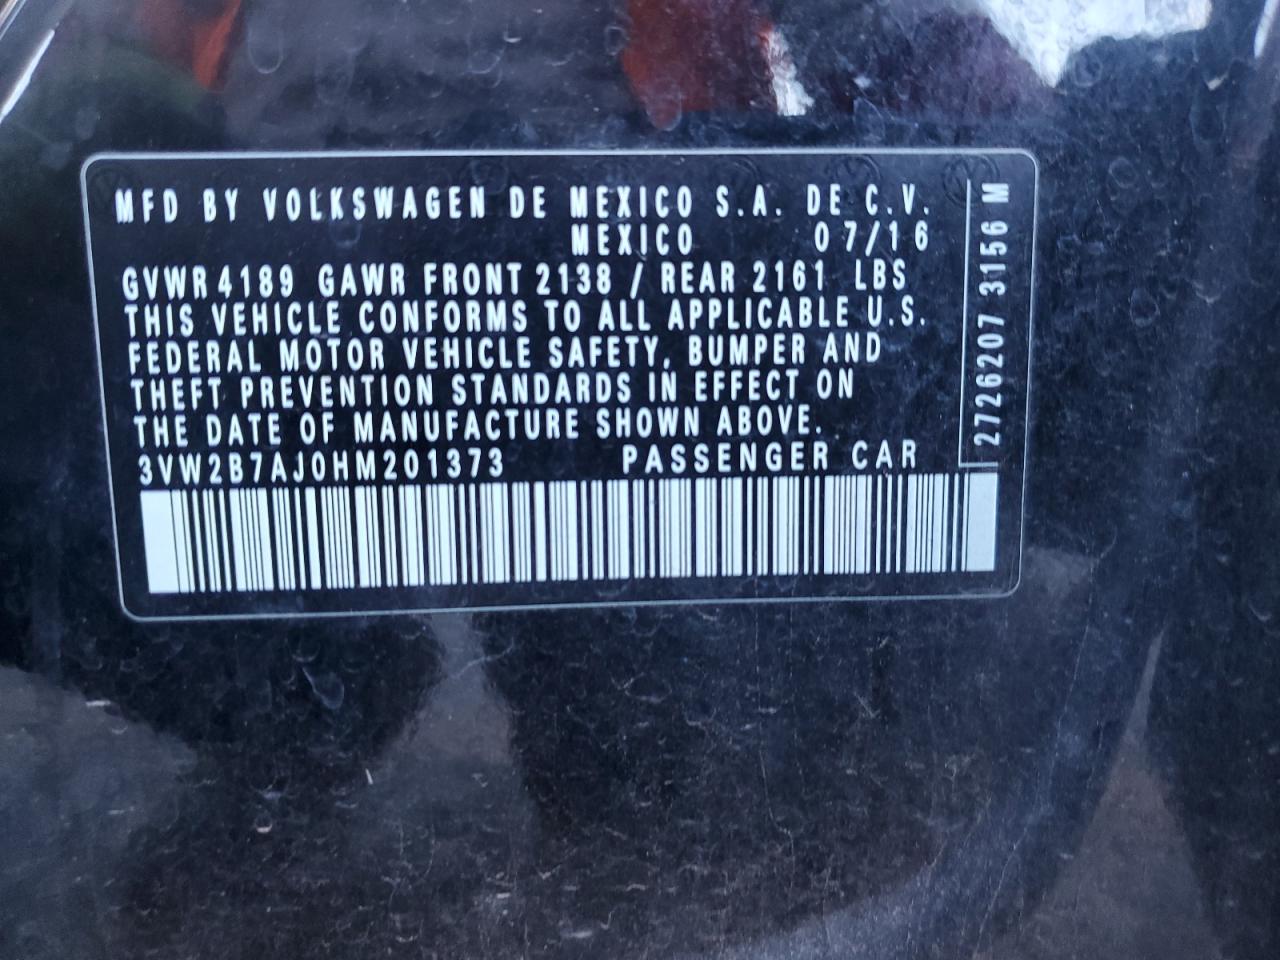 MFD BY VOLKSWAGEN DE MEXICO S.A. DE C.V.
MEXICO 07/16
GVWR 4189 GAWR FRONT 2138 / REAR 2161 LBS
THIS VEHICLE CONFORMS TO ALL APPLICABLE U.S.
FEDERAL MOTOR VEHICLE SAFETY, BUMPER AND
THEFT PREVENTION STANDARDS IN EFFECT ON
THE DATE OF MANUFACTURE SHOWN ABOVE.
3VW2B7AJ0HM201373 PASSENGER CAR
27726207 3156 M